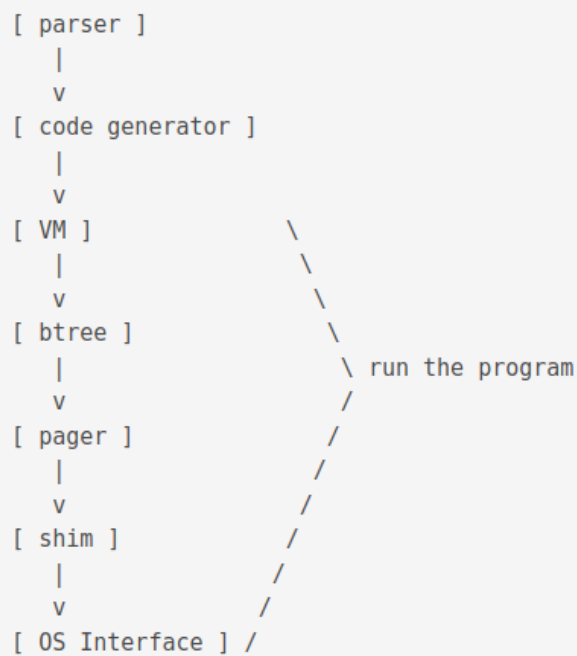 [ parser ]
   |
   v
[ code generator ]
   |
   v
[ VM ]              \
   |                 \
   v                  \
[ btree ]              \
   |                    \ run the program
   v                    /
[ pager ]              /
   |                  /
   v                 /
[ shim ]            /
   |               /
   v              /
[ OS Interface ] /